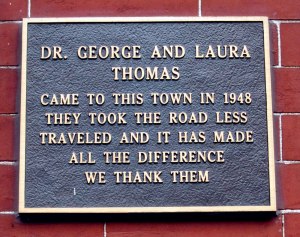 DR. GEORGE AND LAURA
THOMAS
CAME TO THIS TOWN IN 1948
THEY TOOK THE ROAD LESS
TRAVELED AND IT HAS MADE
ALL THE DIFFERENCE
WE THANK THEM